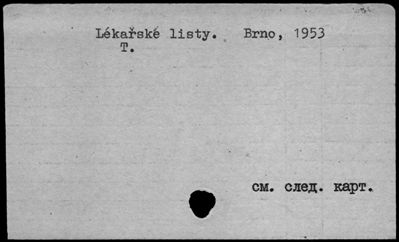 Lékařské listy. Brno, 1953
T.
см. след. карт.